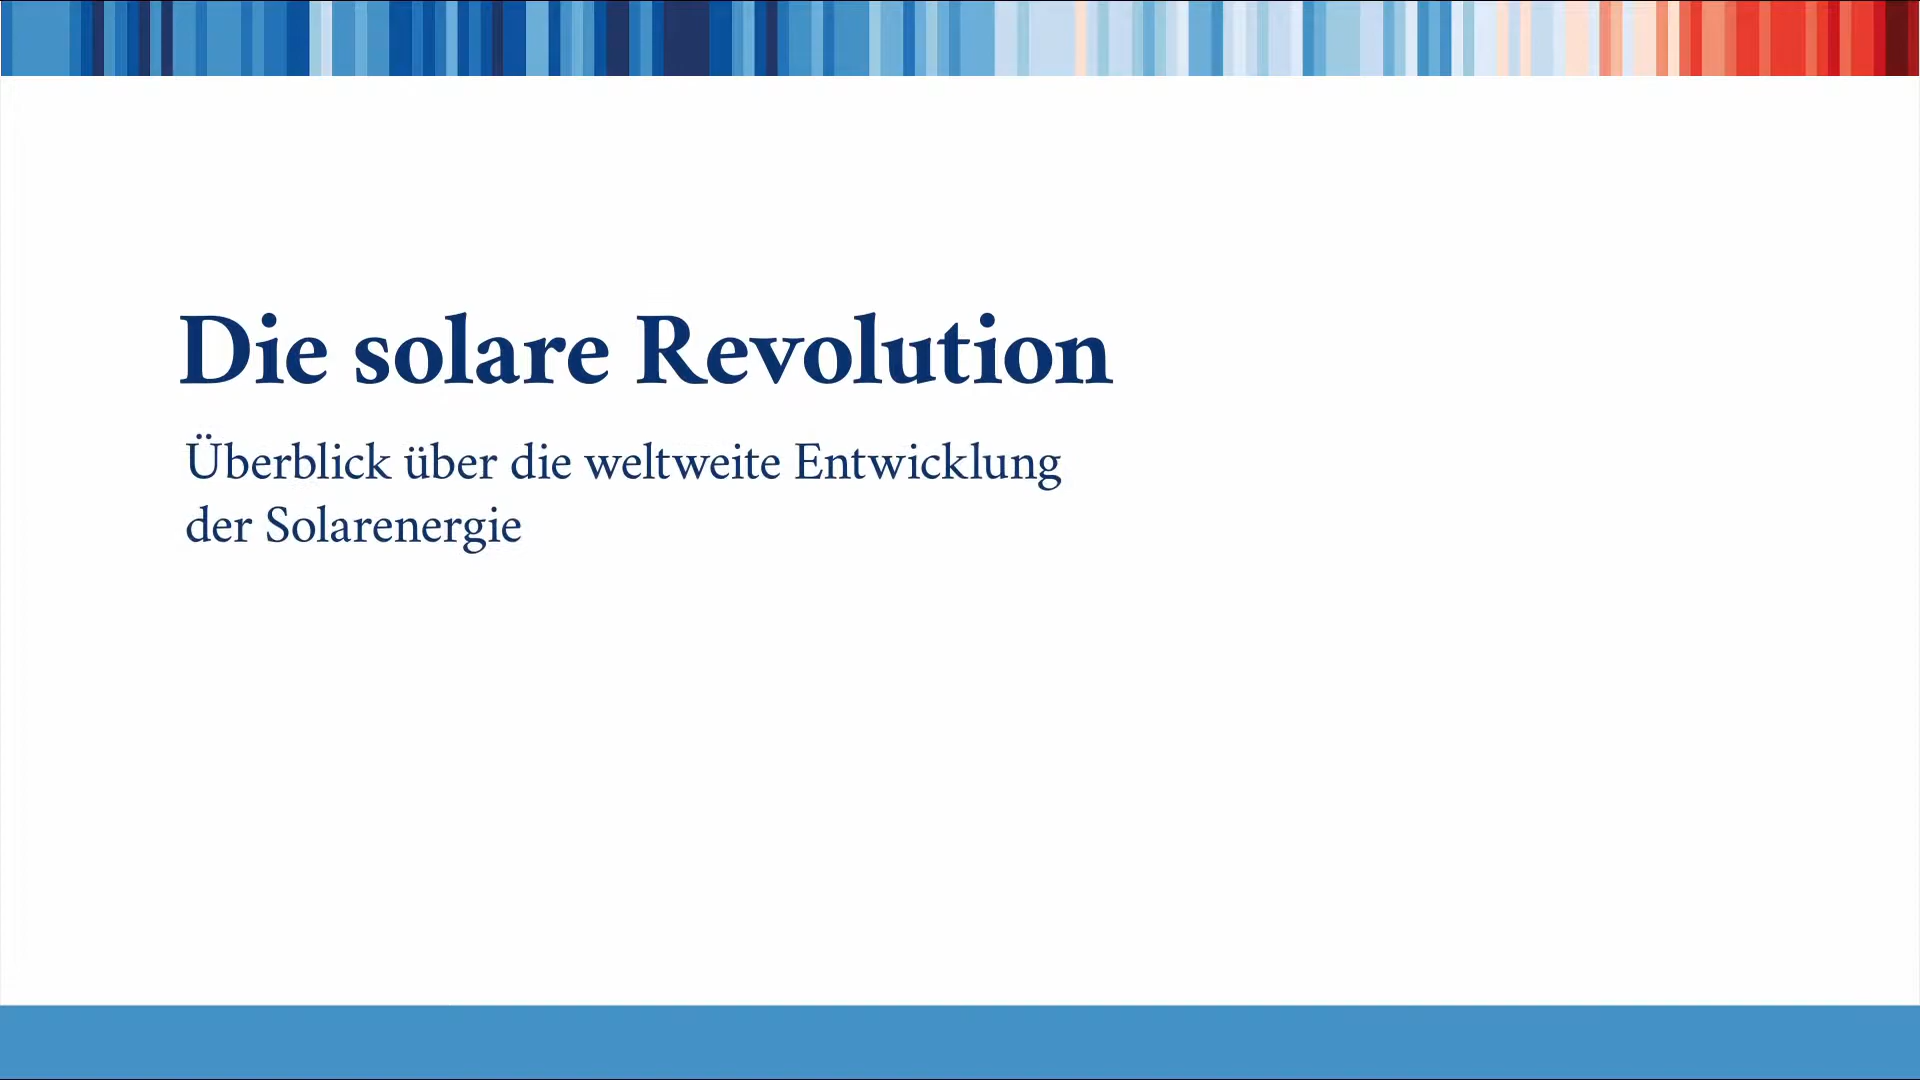 Die solare Revolution
Überblick über die weltweite Entwicklung
der Solarenergie